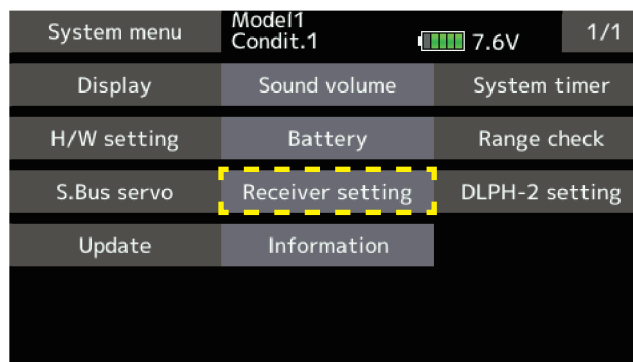 System menu
Model1
Condit.1
7.6V
1/1
Display
Sound volume
System timer
H/W setting
Battery
Range check
S.Bus servo
Receiver setting
DLPH-2 setting
Update
Information